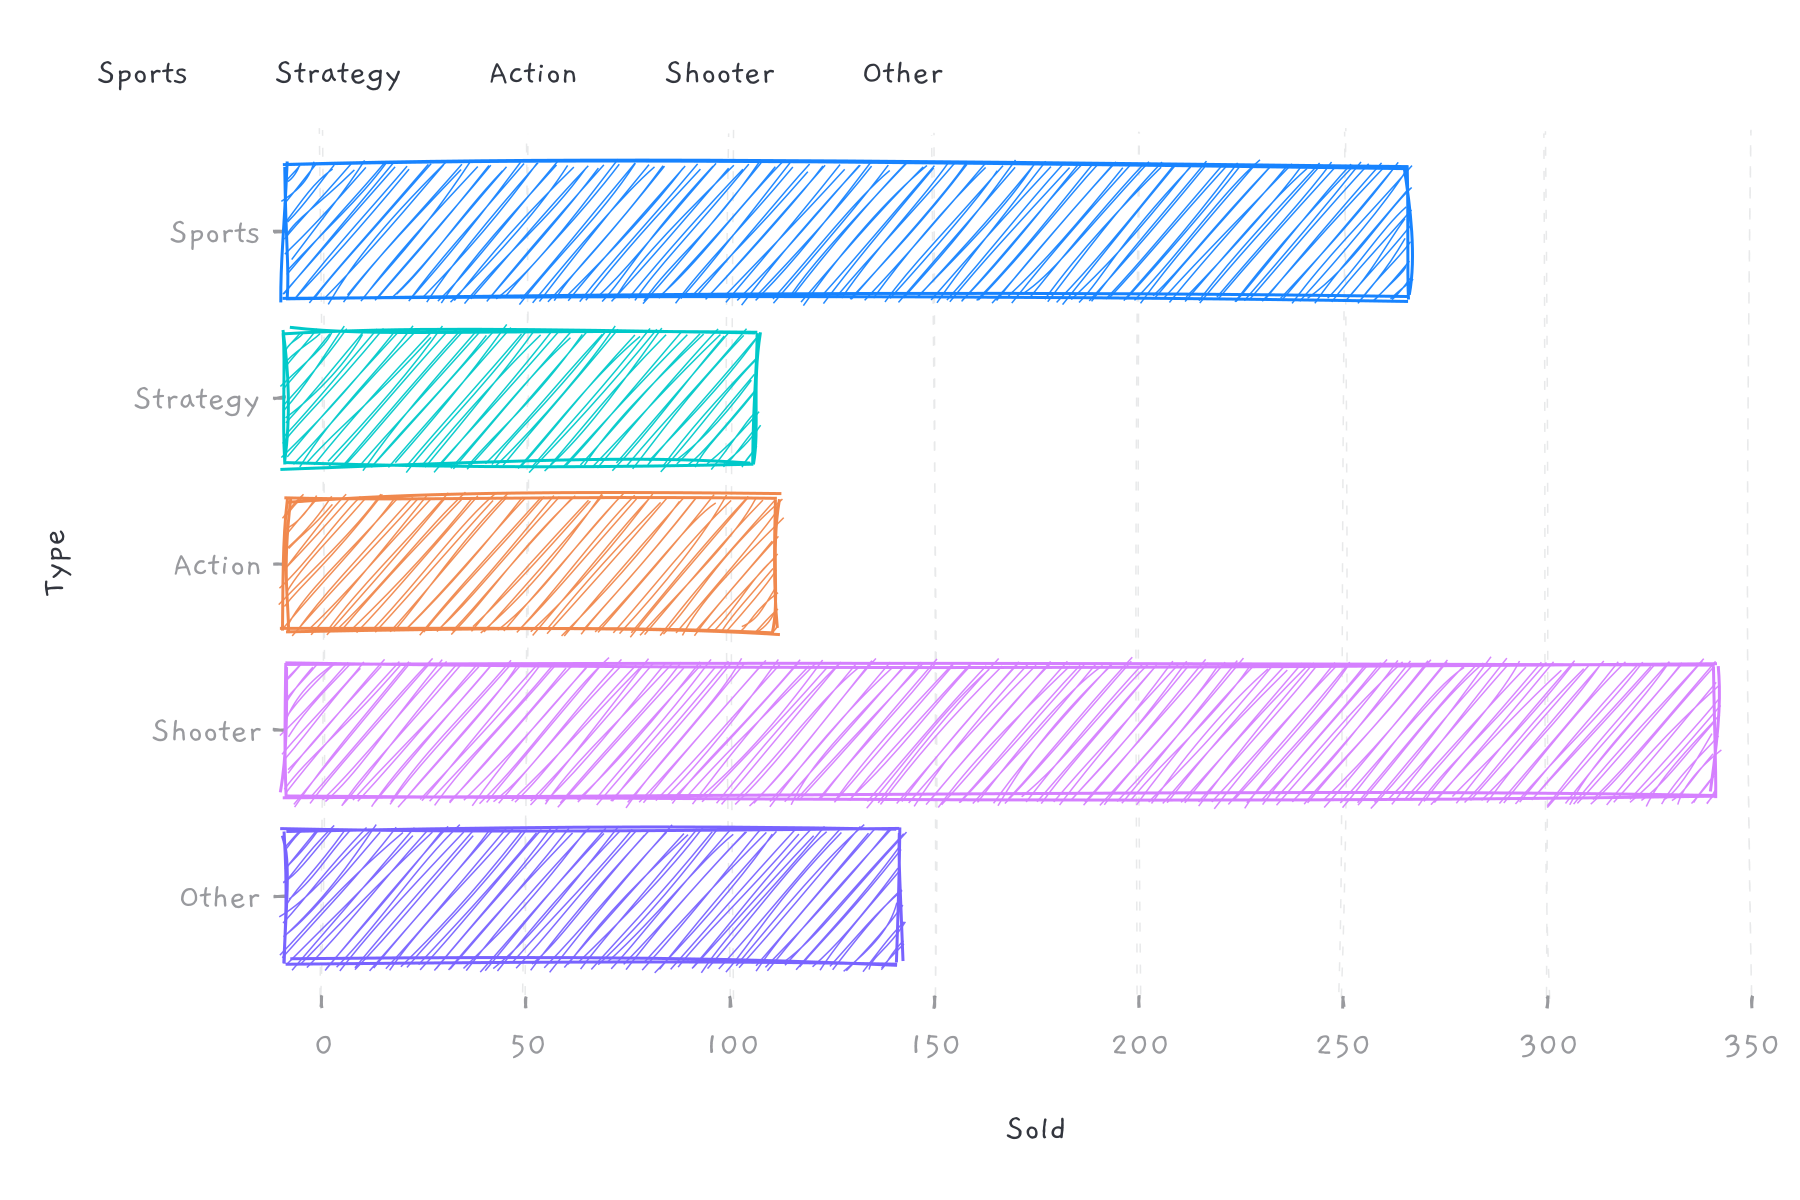 Sports Strategy Action Shooter Other
Sports
Strategy
Action
Shooter
Other
Type
0 50 100 150 200 250 300 350
Sold